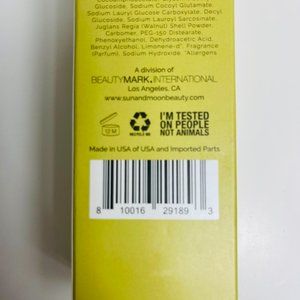 Glucoside, Sodium Cocoyl Glutamate,
Sodium Lauryl Glucose Carboxylate, Decyl
Glucoside, Sodium Lauroyl Sarcosinate,
Juglans Regia (Walnut) Shell Powder,
Carbomer, PEG-150 Distearate,
Phenoxyethanol, Dehydroacetic Acid,
Benzyl Alcohol, Limonene-d*, Fragrance
(Parfum), Sodium Hydroxide. *Allergens
A division of
BEAUTYMARK INTERNATIONAL
Los Angeles, CA
www.sunandmoonbeauty.com
12 M
RECYCLE ME
I'M TESTED
ON PEOPLE
NOT ANIMALS
Made in USA of USA and Imported Parts
8 10016 29189 3